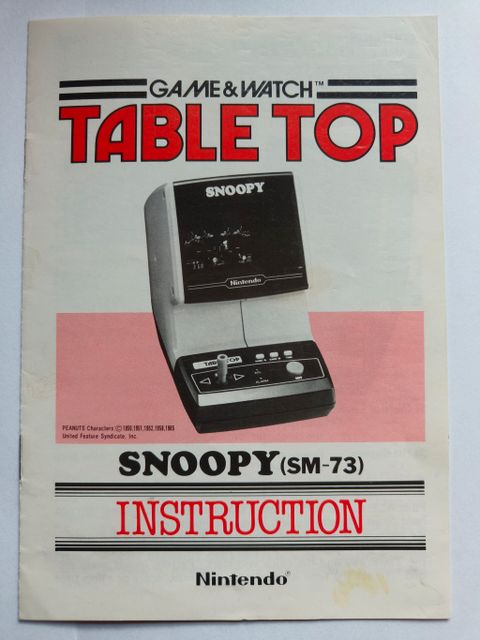 GAME & WATCH™
TABLE TOP
SNOOPY
Nintendo
TABLE TOP
PEANUTS Characters: © 1950,1951,1952,1958,1965
United Feature Syndicate, Inc.
SNOOPY (SM-73)
INSTRUCTION
Nintendo®